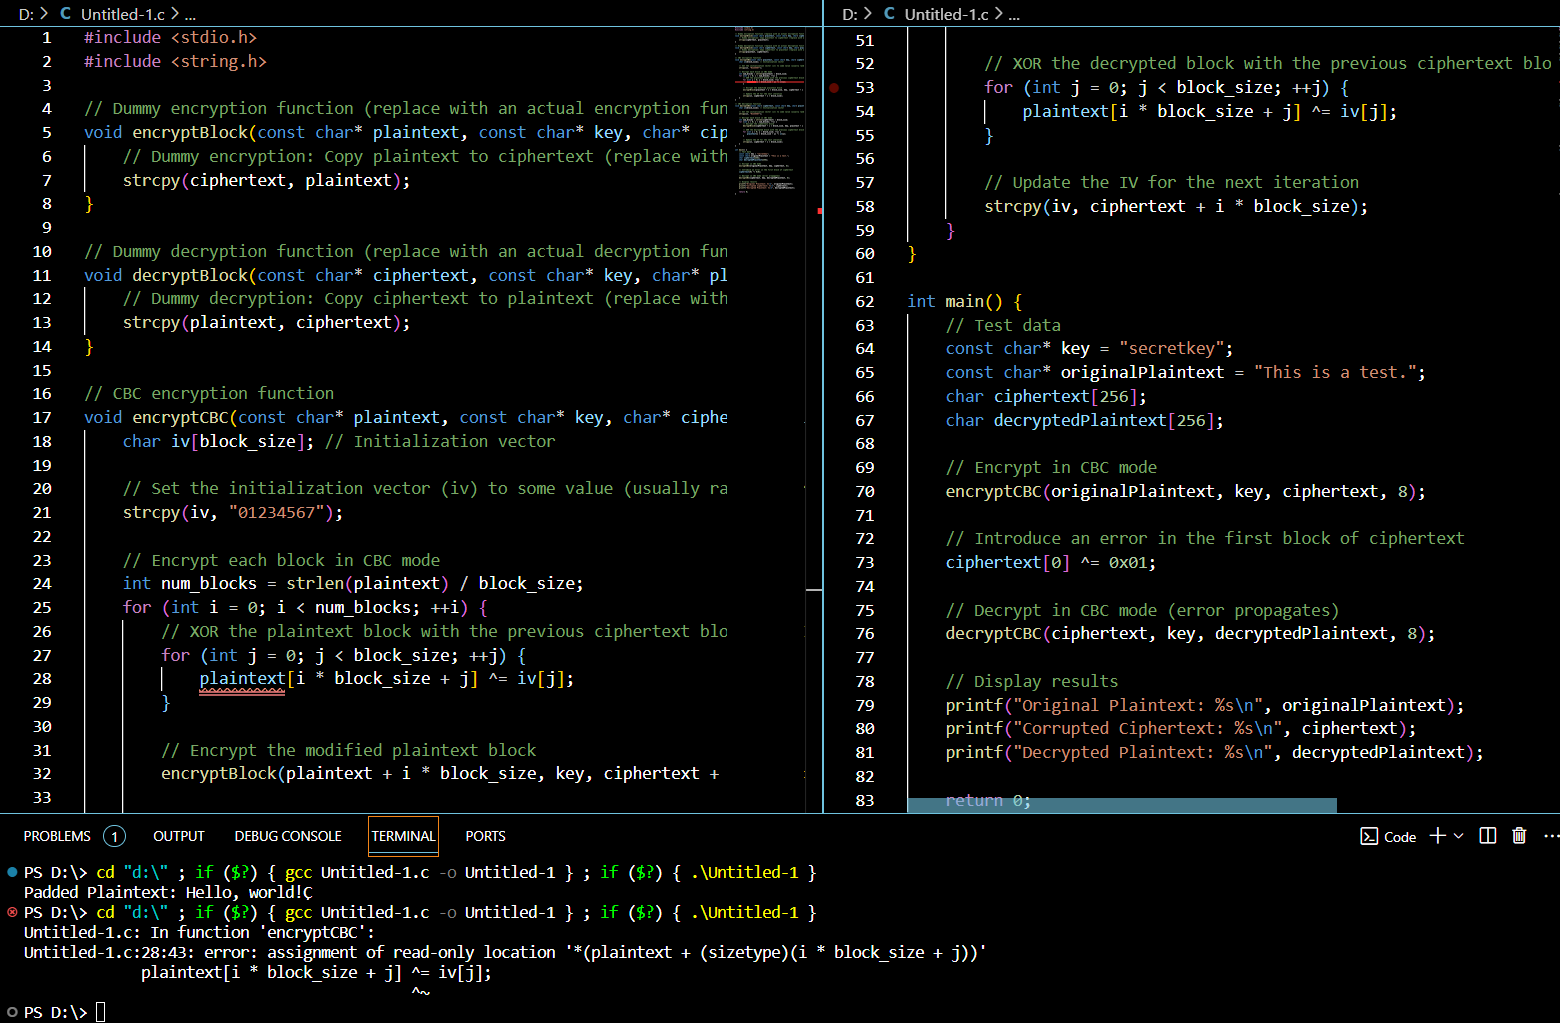 D: > C Untitled-1.c > ...
1 #include <stdio.h>
2 #include <string.h>
3
4 // Dummy encryption function (replace with an actual encryption fun
5 void encryptBlock(const char* plaintext, const char* key, char* cip
6 // Dummy encryption: Copy plaintext to ciphertext (replace with
7 strcpy(ciphertext, plaintext);
8 }
9
10 // Dummy decryption function (replace with an actual decryption fun
11 void decryptBlock(const char* ciphertext, const char* key, char* pl
12 // Dummy decryption: Copy ciphertext to plaintext (replace with
13 strcpy(plaintext, ciphertext);
14 }
15
16 // CBC encryption function
17 void encryptCBC(const char* plaintext, const char* key, char* ciphe
18 char iv[block_size]; // Initialization vector
19
20 // Set the initialization vector (iv) to some value (usually ra
21 strcpy(iv, "01234567");
22
23 // Encrypt each block in CBC mode
24 int num_blocks = strlen(plaintext) / block_size;
25 for (int i = 0; i < num_blocks; ++i) {
26 // XOR the plaintext block with the previous ciphertext blo
27 for (int j = 0; j < block_size; ++j) {
28 plaintext[i * block_size + j] ^= iv[j];
29 }
30
31 // Encrypt the modified plaintext block
32 encryptBlock(plaintext + i * block_size, key, ciphertext +
33
D: > C Untitled-1.c > ...
51
52 // XOR the decrypted block with the previous ciphertext blo
53 for (int j = 0; j < block_size; ++j) {
54 plaintext[i * block_size + j] ^= iv[j];
55 }
56
57 // Update the IV for the next iteration
58 strcpy(iv, ciphertext + i * block_size);
59 }
60 }
61
62 int main() {
63 // Test data
64 const char* key = "secretkey";
65 const char* originalPlaintext = "This is a test.";
66 char ciphertext[256];
67 char decryptedPlaintext[256];
68
69 // Encrypt in CBC mode
70 encryptCBC(originalPlaintext, key, ciphertext, 8);
71
72 // Introduce an error in the first block of ciphertext
73 ciphertext[0] ^= 0x01;
74
75 // Decrypt in CBC mode (error propagates)
76 decryptCBC(ciphertext, key, decryptedPlaintext, 8);
77
78 // Display results
79 printf("Original Plaintext: %s\n", originalPlaintext);
80 printf("Corrupted Ciphertext: %s\n", ciphertext);
81 printf("Decrypted Plaintext: %s\n", decryptedPlaintext);
82
83 return 0;
PROBLEMS 1 OUTPUT DEBUG CONSOLE TERMINAL PORTS Code
PS D:\> cd "d:\" ; if ($?) { gcc Untitled-1.c -o Untitled-1 } ; if ($?) { .\Untitled-1 }
Padded Plaintext: Hello, world!Ç
PS D:\> cd "d:\" ; if ($?) { gcc Untitled-1.c -o Untitled-1 } ; if ($?) { .\Untitled-1 }
Untitled-1.c: In function 'encryptCBC':
Untitled-1.c:28:43: error: assignment of read-only location '*(plaintext + (sizetype)(i * block_size + j))'
plaintext[i * block_size + j] ^= iv[j];
^~
PS D:\>